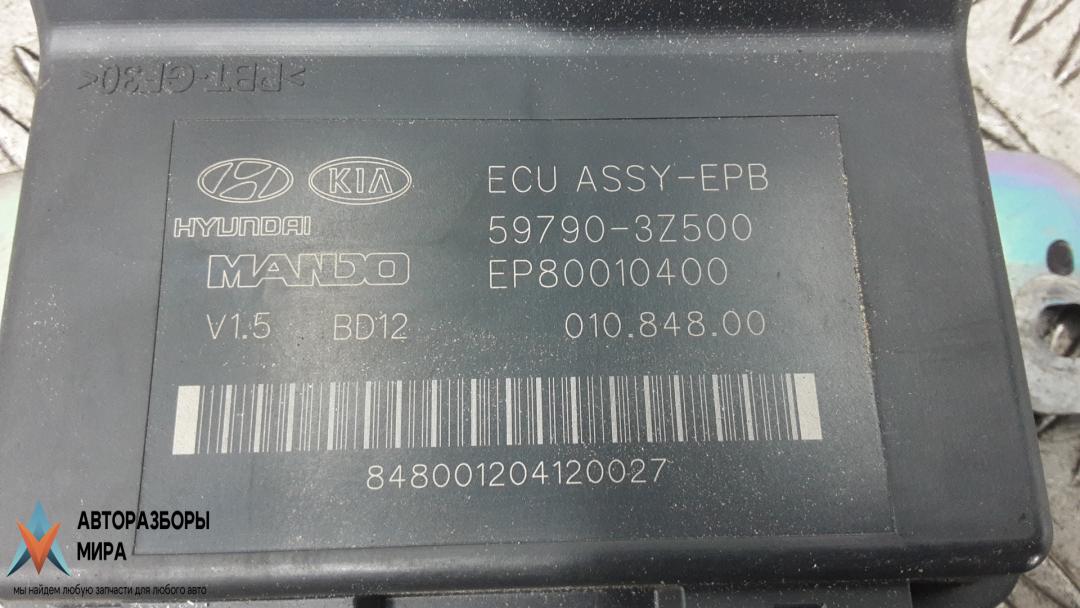 >PBT-GF30<
KIA
ECU ASSY-EPB
HYUNDAI
59790-3Z500
MANDO
EP80010400
V1.5 BD12 010.848.00
848001204120027
АВТОРАЗБОРЫ
МИРА
мы найдем любую запчасти для любого авто